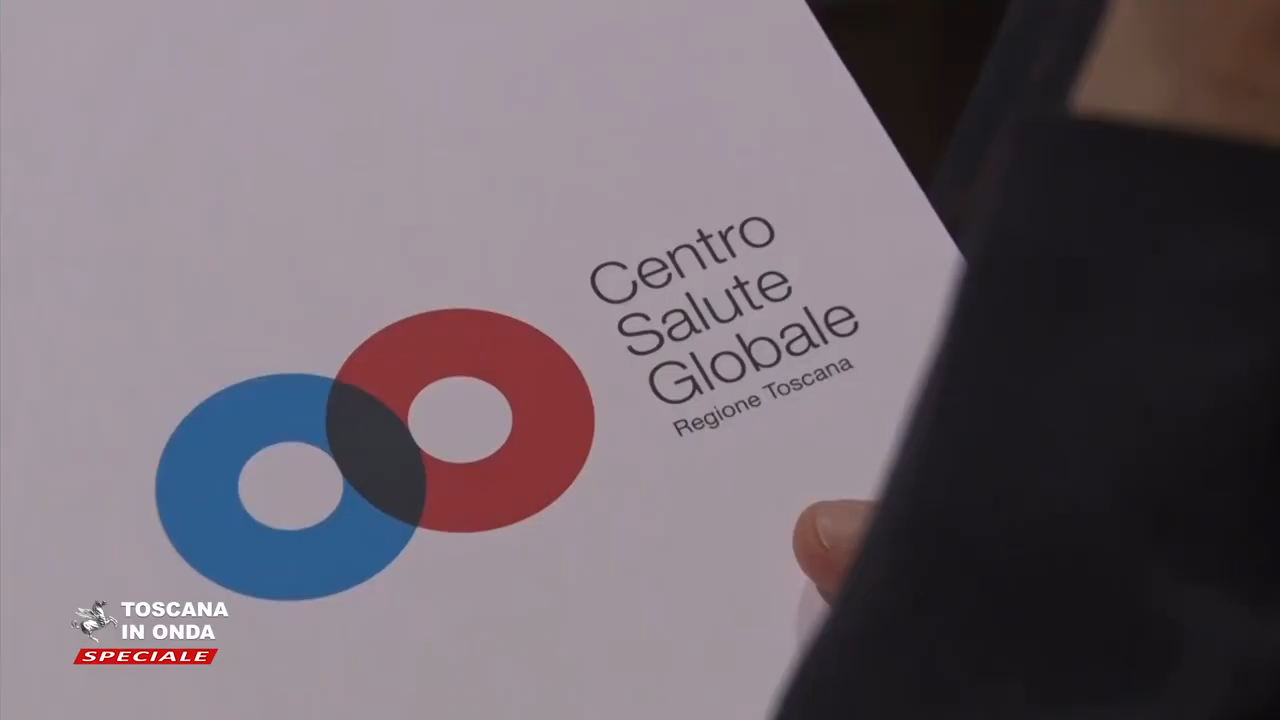 Centro
Salute
Globale
Regione Toscana
TOSCANA
IN ONDA
SPECIALE